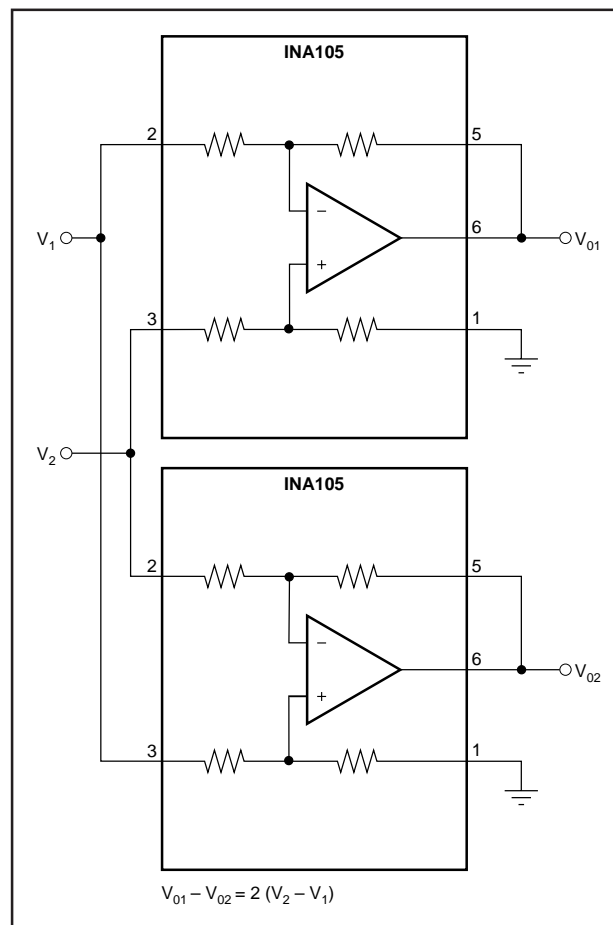 INA105
2
5
V₁
−
6
V₀₁
+
3
1
V₂
INA105
2
5
−
6
V₀₂
+
3
1
V₀₁ – V₀₂ = 2 (V₂ – V₁)